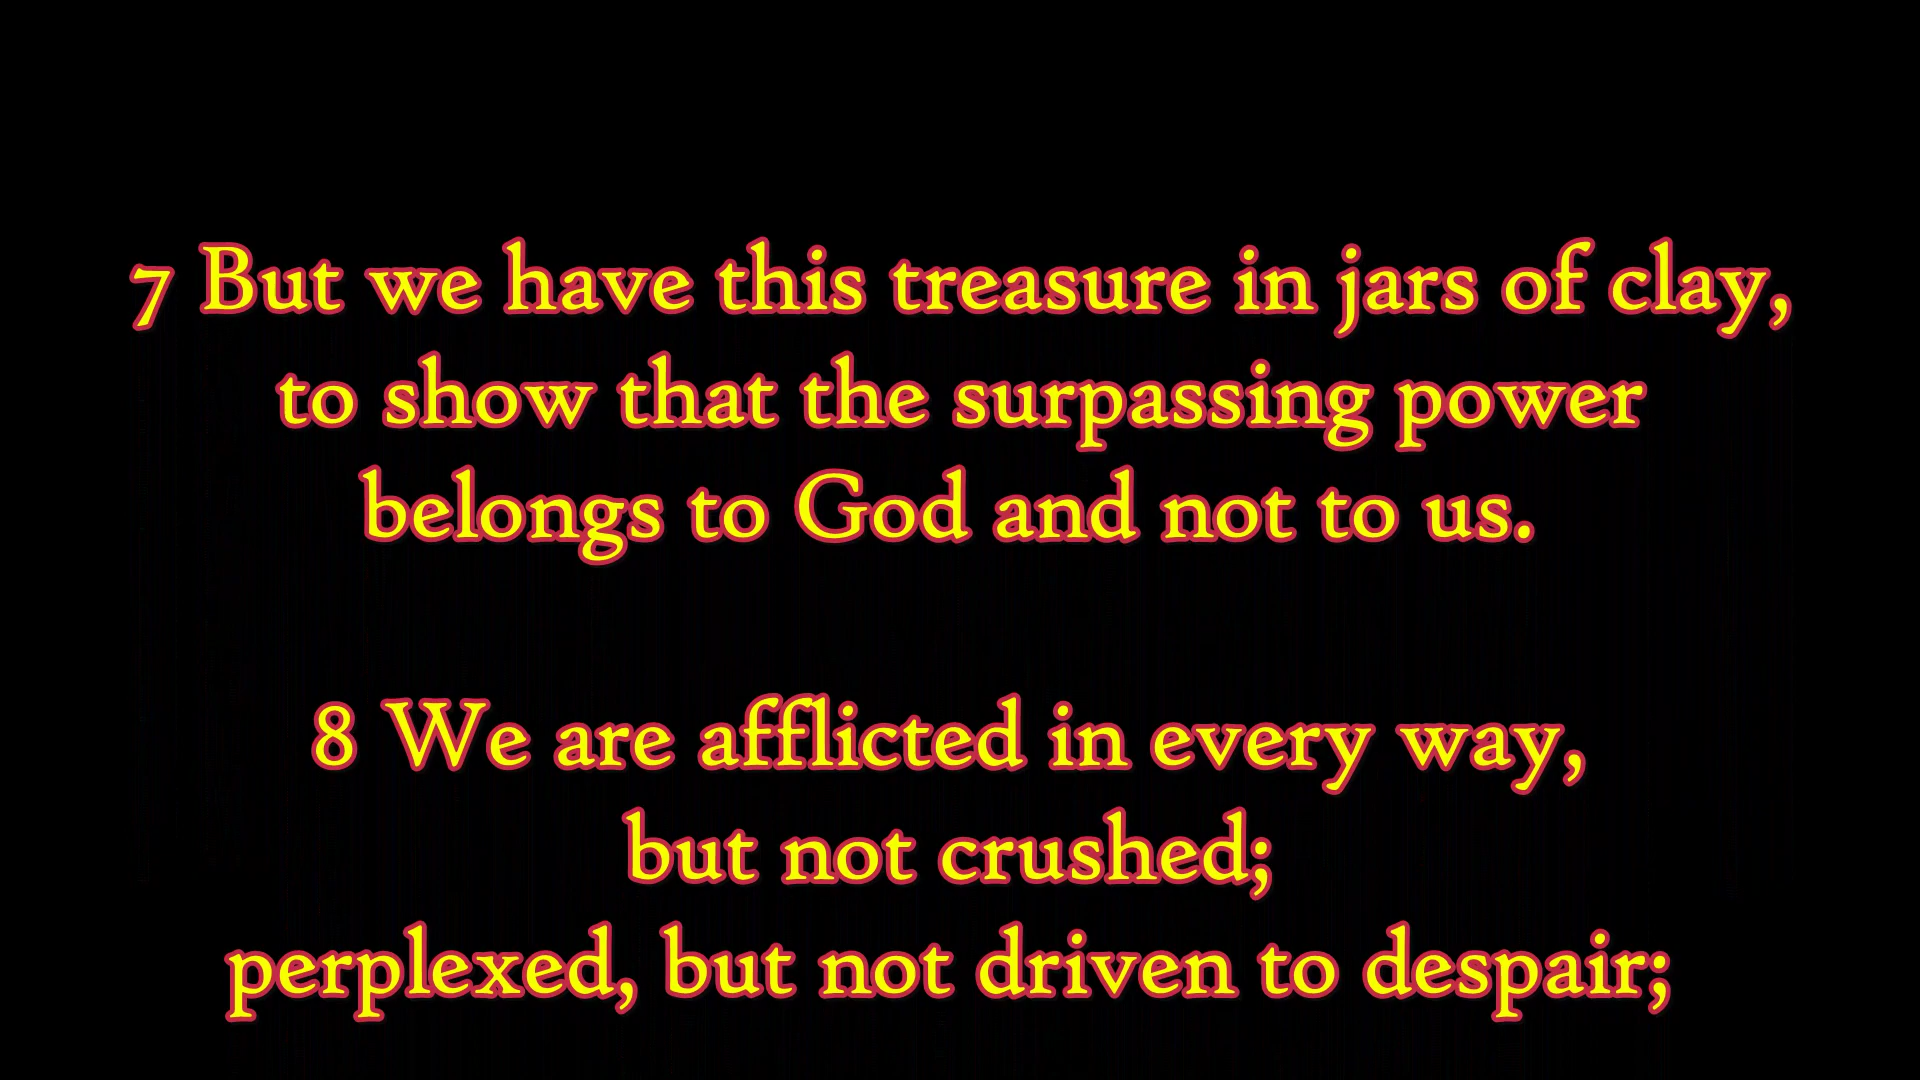 7 But we have this treasure in jars of clay,
to show that the surpassing power
belongs to God and not to us.
8 We are afflicted in every way,
but not crushed;
perplexed, but not driven to despair;